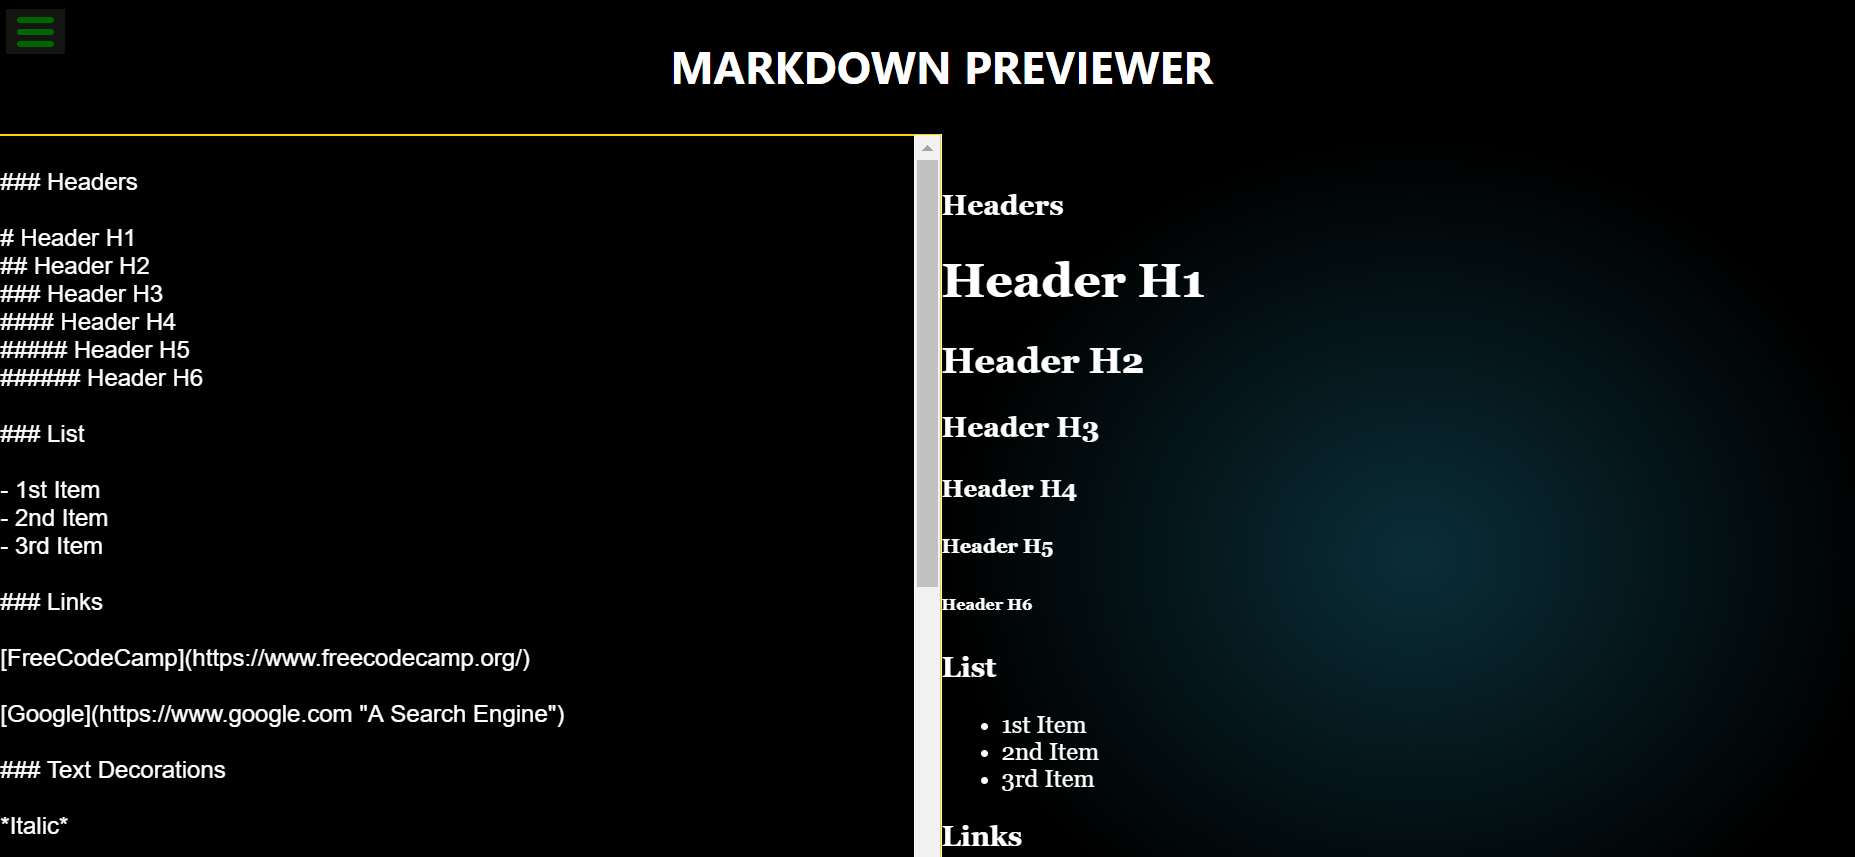 MARKDOWN PREVIEWER
### Headers
# Header H1
## Header H2
### Header H3
#### Header H4
##### Header H5
###### Header H6
### List
- 1st Item
- 2nd Item
- 3rd Item
### Links
[FreeCodeCamp](https://www.freecodecamp.org/)
[Google](https://www.google.com "A Search Engine")
### Text Decorations
*Italic*
Headers
Header H1
Header H2
Header H3
Header H4
Header H5
Header H6
List
• 1st Item
• 2nd Item
• 3rd Item
Links